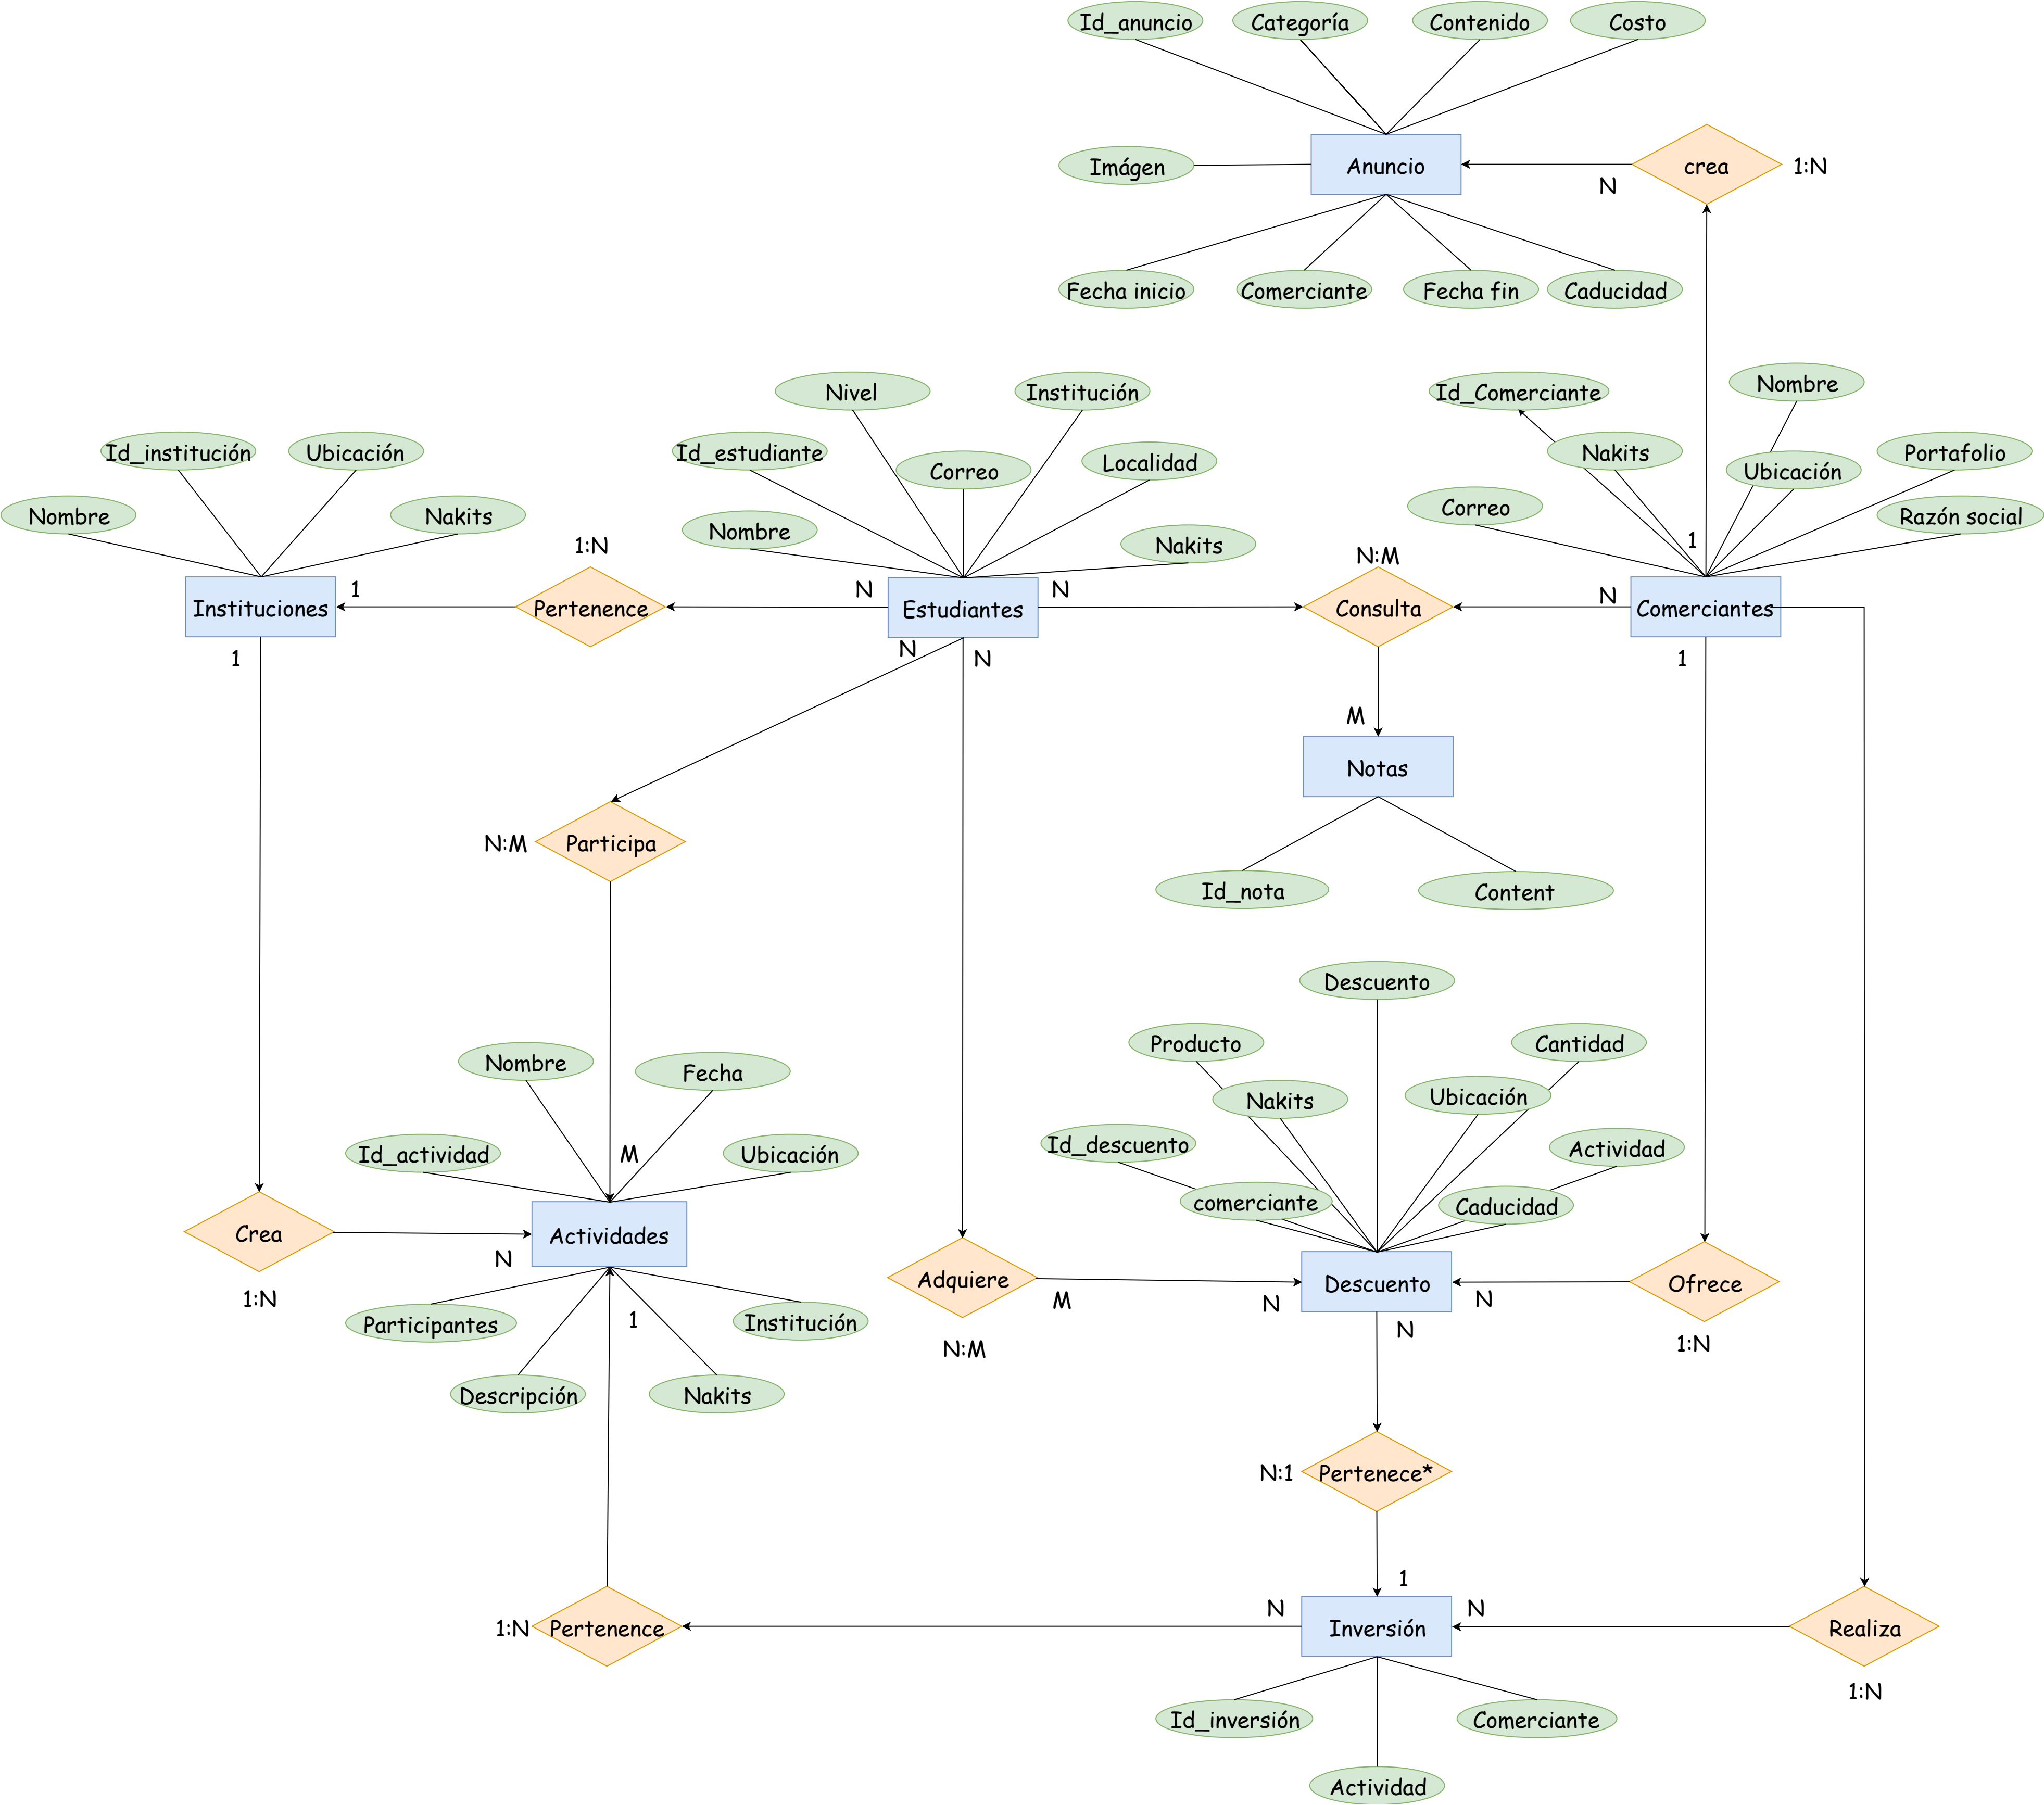 Id_anuncio
Categoría
Contenido
Costo
Imágen
Anuncio
crea
1:N
N
Fecha inicio
Comerciante
Fecha fin
Caducidad
Nivel
Institución
Id_Comerciante
Nombre
Id_institución
Ubicación
Id_estudiante
Correo
Localidad
Nakits
Ubicación
Portafolio
Nombre
Nakits
Nombre
Nakits
Correo
Razón social
1:N
N:M
1
Instituciones
1
Pertenence
N
Estudiantes
N
Consulta
N
Comerciantes
1
N
N
1
M
Notas
N:M
Participa
Id_nota
Content
Descuento
Nombre
Fecha
Producto
Cantidad
Nakits
Ubicación
Id_actividad
M
Ubicación
Id_descuento
Actividad
comerciante
Caducidad
Crea
N
Actividades
Adquiere
M
N
Descuento
N
Ofrece
1:N
Participantes
1
Institución
N:M
N
1:N
Descripción
Nakits
N:1
Pertenece*
1
1:N
Pertenence
N
Inversión
N
Realiza
1:N
Id_inversión
Comerciante
Actividad